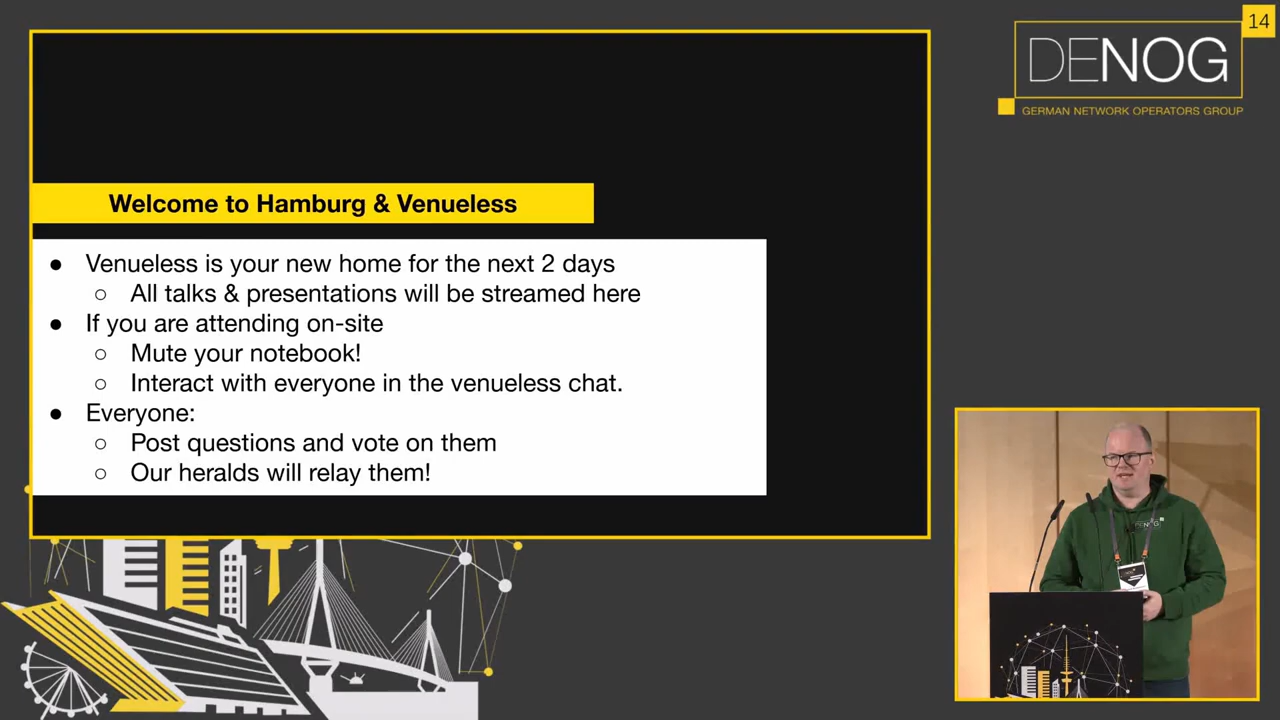 14
DENOG
GERMAN NETWORK OPERATORS GROUP
Welcome to Hamburg & Venueless
● Venueless is your new home for the next 2 days
○ All talks & presentations will be streamed here
● If you are attending on-site
○ Mute your notebook!
○ Interact with everyone in the venueless chat.
● Everyone:
○ Post questions and vote on them
○ Our heralds will relay them!
DENOG